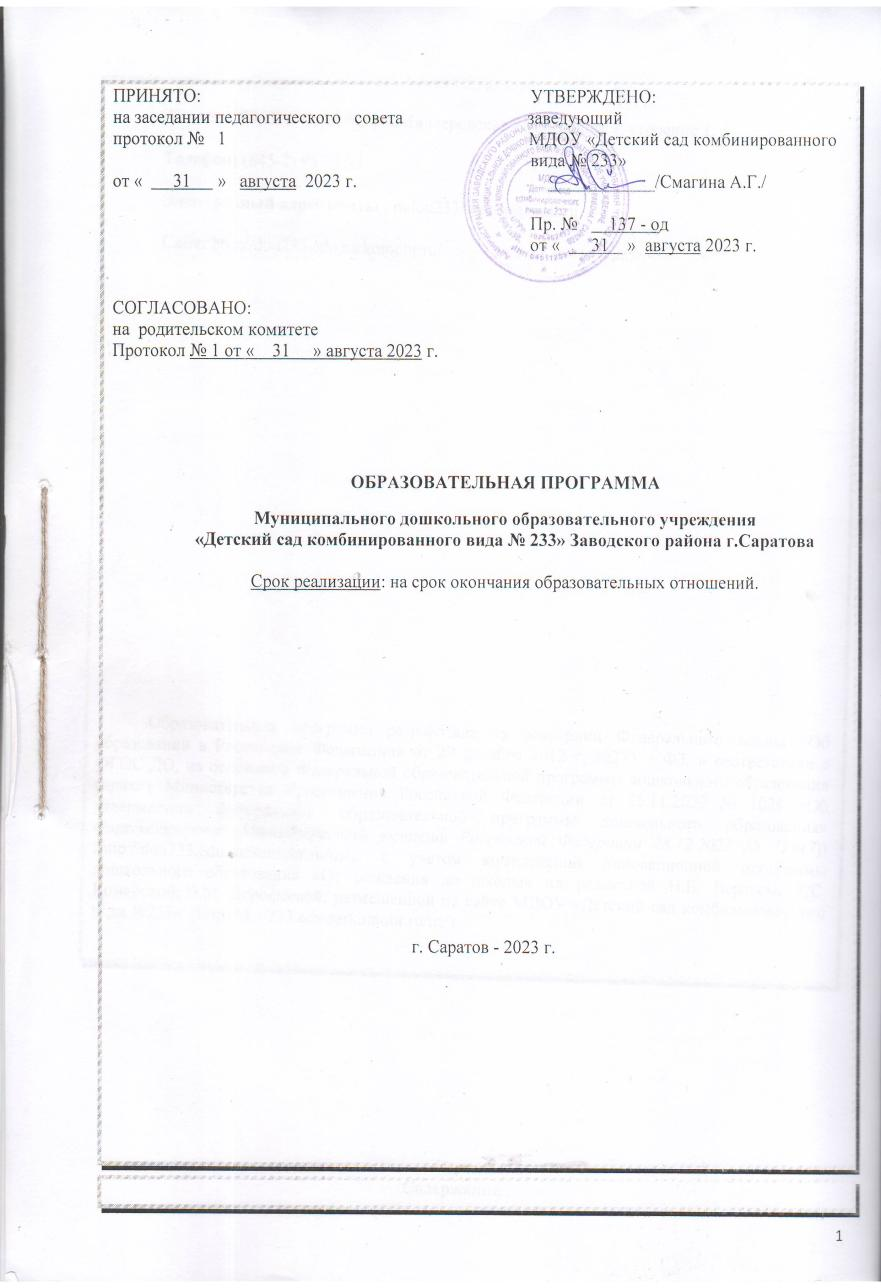 ПРИНЯТО:
на заседании педагогического совета
протокол № 1
от « 31 » августа 2023 г.
УТВЕРЖДЕНО:
заведующий
МДОУ «Детский сад комбинированного
вида № 233»
/Смагина А.Г./
Пр. № 137 - од
от « 31 » августа 2023 г.
СОГЛАСОВАНО:
на родительском комитете
Протокол № 1 от « 31 » августа 2023 г.
ОБРАЗОВАТЕЛЬНАЯ ПРОГРАММА
Муниципального дошкольного образовательного учреждения
«Детский сад комбинированного вида № 233» Заводского района г.Саратова
Срок реализации: на срок окончания образовательных отношений.
г. Саратов - 2023 г.
1